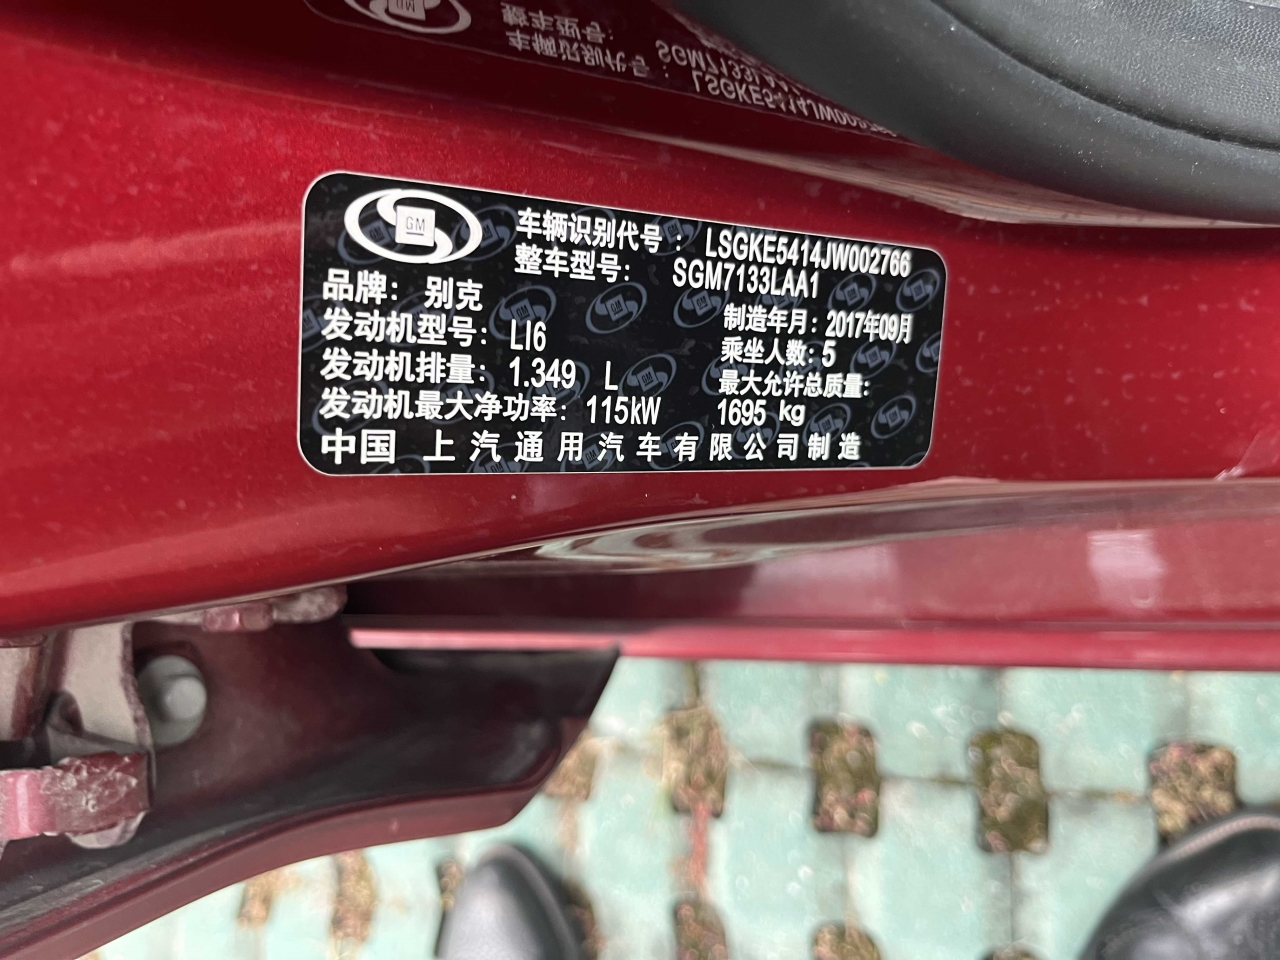 GM
车辆识别代号：LSGKE5414JW002766
整车型号：SGM7133LAA1
品牌：别克
制造年月：2017年09月
发动机型号：LI6
乘坐人数：5
发动机排量：1.349 L
最大允许总质量：
发动机最大净功率：115kW
1695 kg
中国 上汽通用汽车有限公司制造